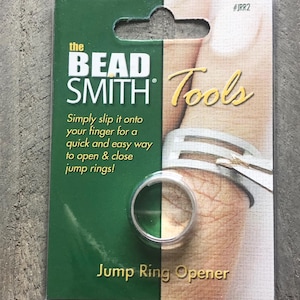 #JRR2
the
BEAD
SMITH®
Tools
Simply slip it onto
your finger for a
quick and easy way
to open & close
jump rings!
Jump Ring Opener